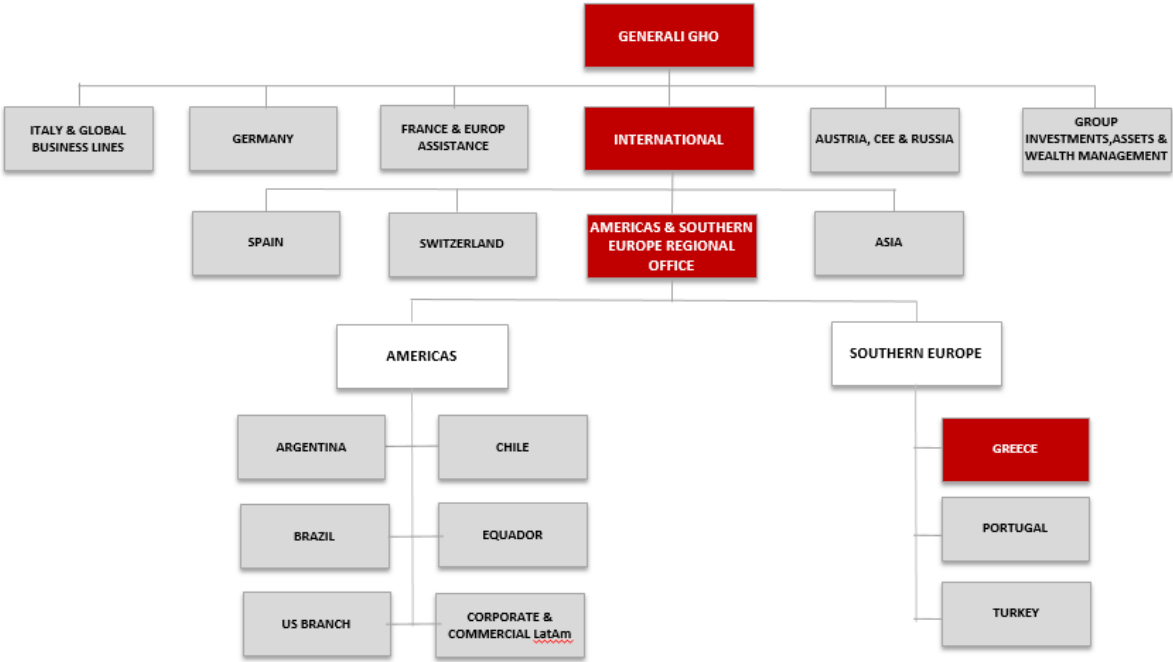 GENERALI GHO
ITALY & GLOBAL
BUSINESS LINES
GERMANY
FRANCE & EUROP
ASSISTANCE
INTERNATIONAL
AUSTRIA, CEE & RUSSIA
GROUP
INVESTMENTS,ASSETS &
WEALTH MANAGEMENT
SPAIN
SWITZERLAND
AMERICAS & SOUTHERN
EUROPE REGIONAL
OFFICE
ASIA
AMERICAS
SOUTHERN EUROPE
ARGENTINA
CHILE
GREECE
BRAZIL
EQUADOR
PORTUGAL
US BRANCH
CORPORATE &
COMMERCIAL LatAm
TURKEY